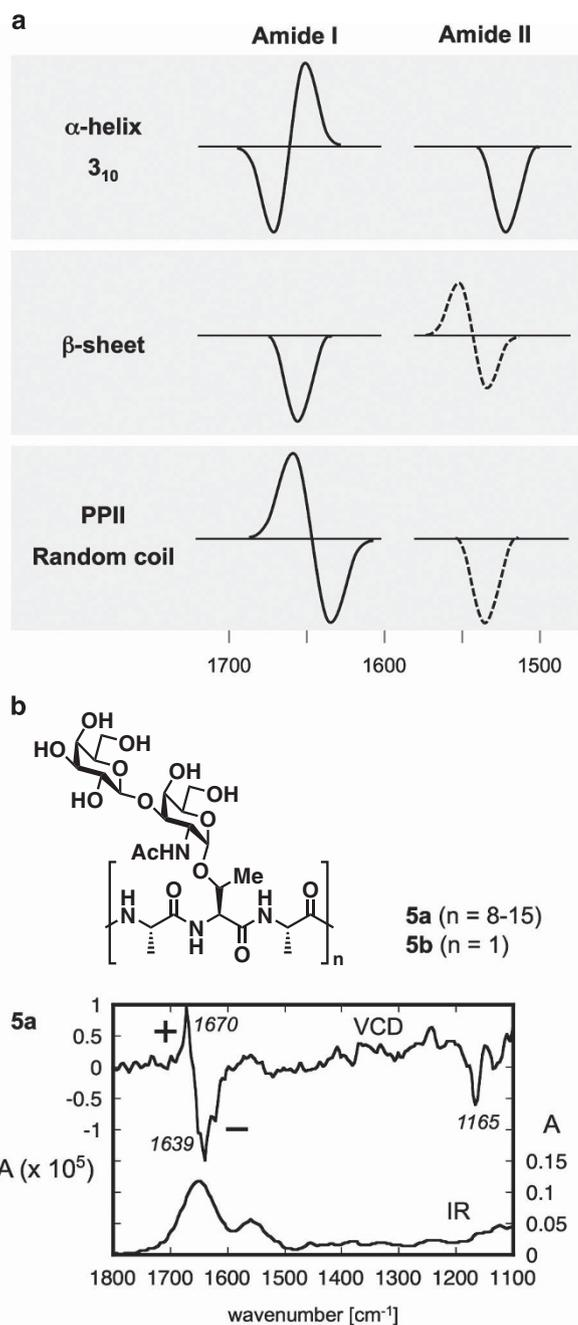 a
Amide I Amide II
α-helix
3₁₀
β-sheet
PPII
Random coil
1700 1600 1500
b
OH
HO OH
O OH
HO O OH
O
AcHN
O Me
H O H O
N N
N
H O
n
5a (n = 8-15)
5b (n = 1)
5a
1
0.5
0
-0.5
-1
+ 1670 VCD
1639 −
1165
A (x 10⁵)
A
0.15
0.1
0.05
0
IR
1800 1700 1600 1500 1400 1300 1200 1100
wavenumber [cm⁻¹]